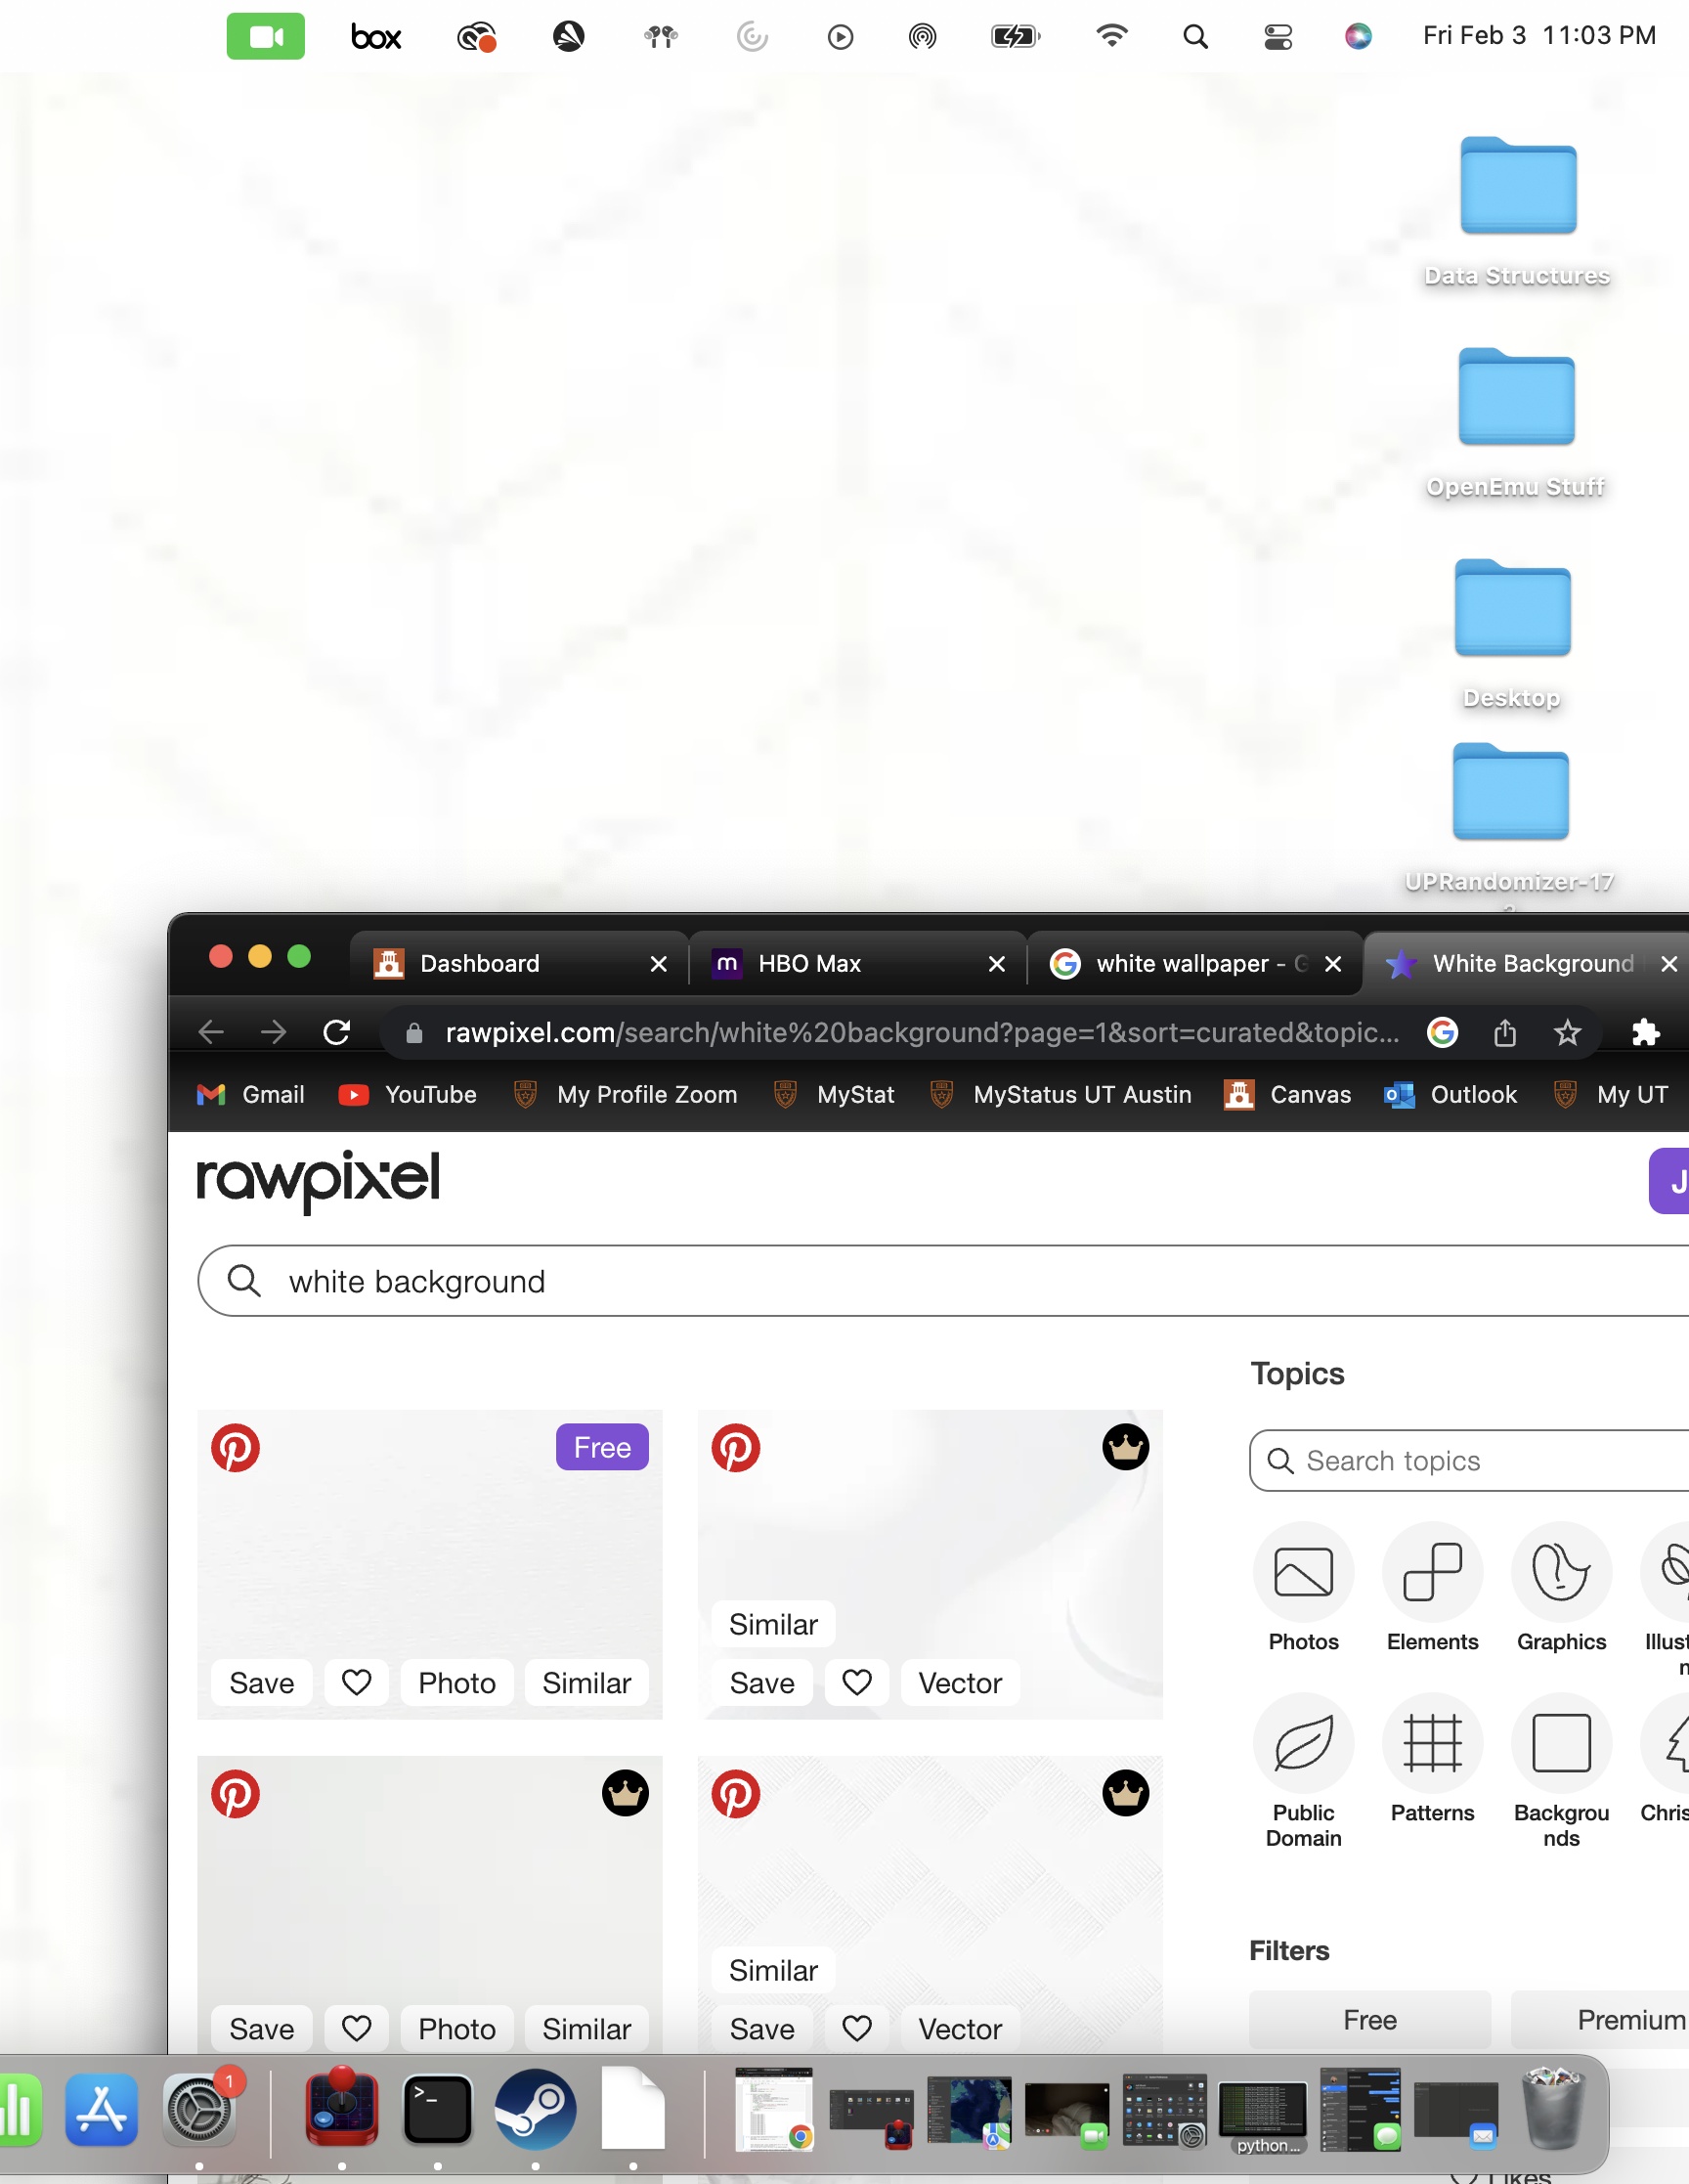 box
Fri Feb 3 11:03 PM
Data Structures
OpenEmu Stuff
Desktop
UPRandomizer-17
Dashboard
HBO Max
white wallpaper - G
White Background
rawpixel.com/search/white%20background?page=1&sort=curated&topic...
Gmail
YouTube
My Profile Zoom
MyStat
MyStatus UT Austin
Canvas
Outlook
My UT
rawpixel
J
white background
Topics
Search topics
Free
Similar
Save
Photo
Similar
Save
Vector
Photos
Elements
Graphics
Illust
n
Public
Domain
Patterns
Backgrou
nds
Chris
Similar
Save
Photo
Similar
Save
Vector
Filters
Free
Premium
1
python...
Likes